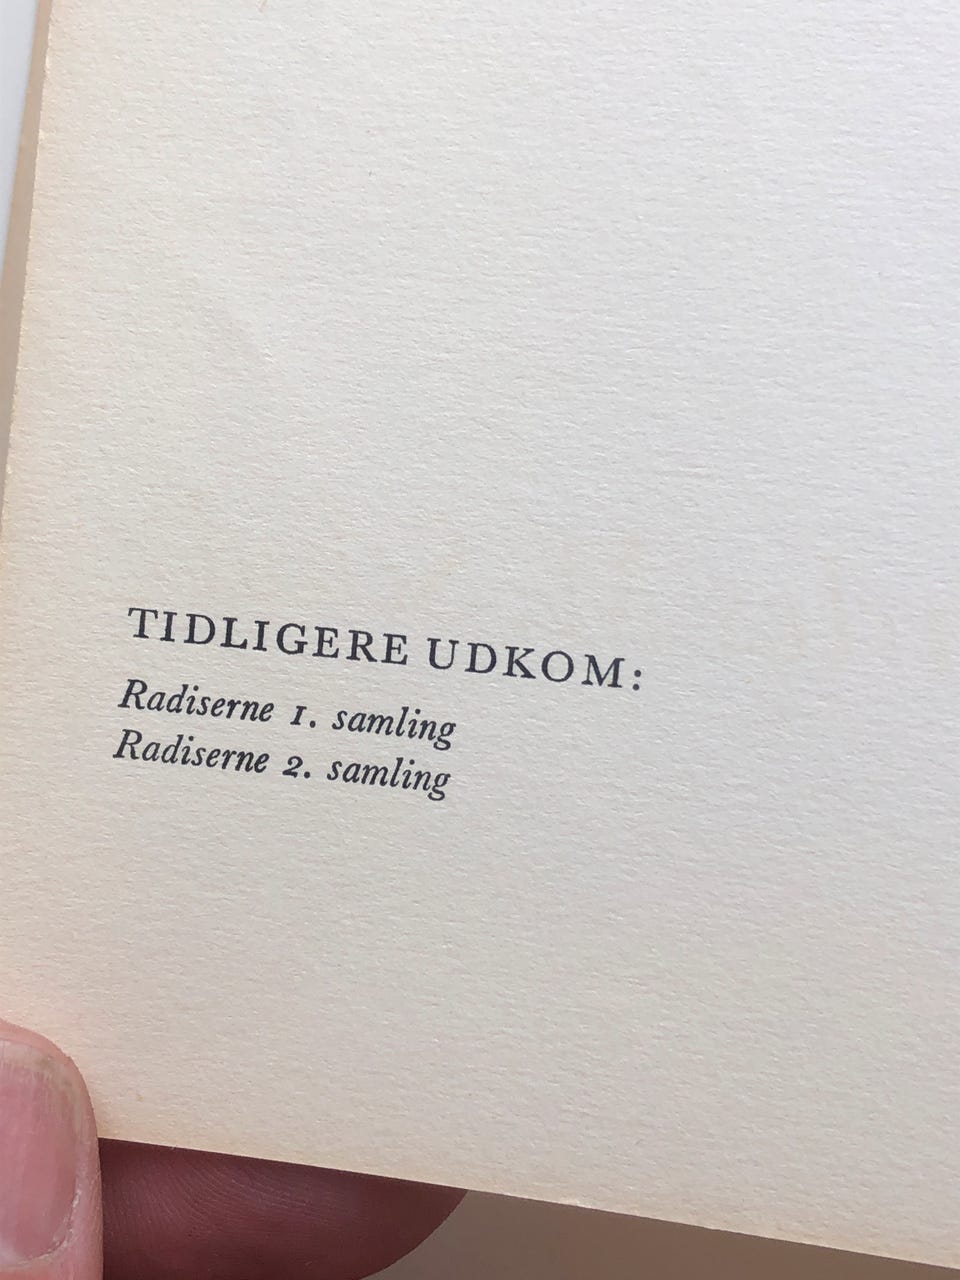 TIDLIGERE UDKOM:
Radiserne 1. samling
Radiserne 2. samling